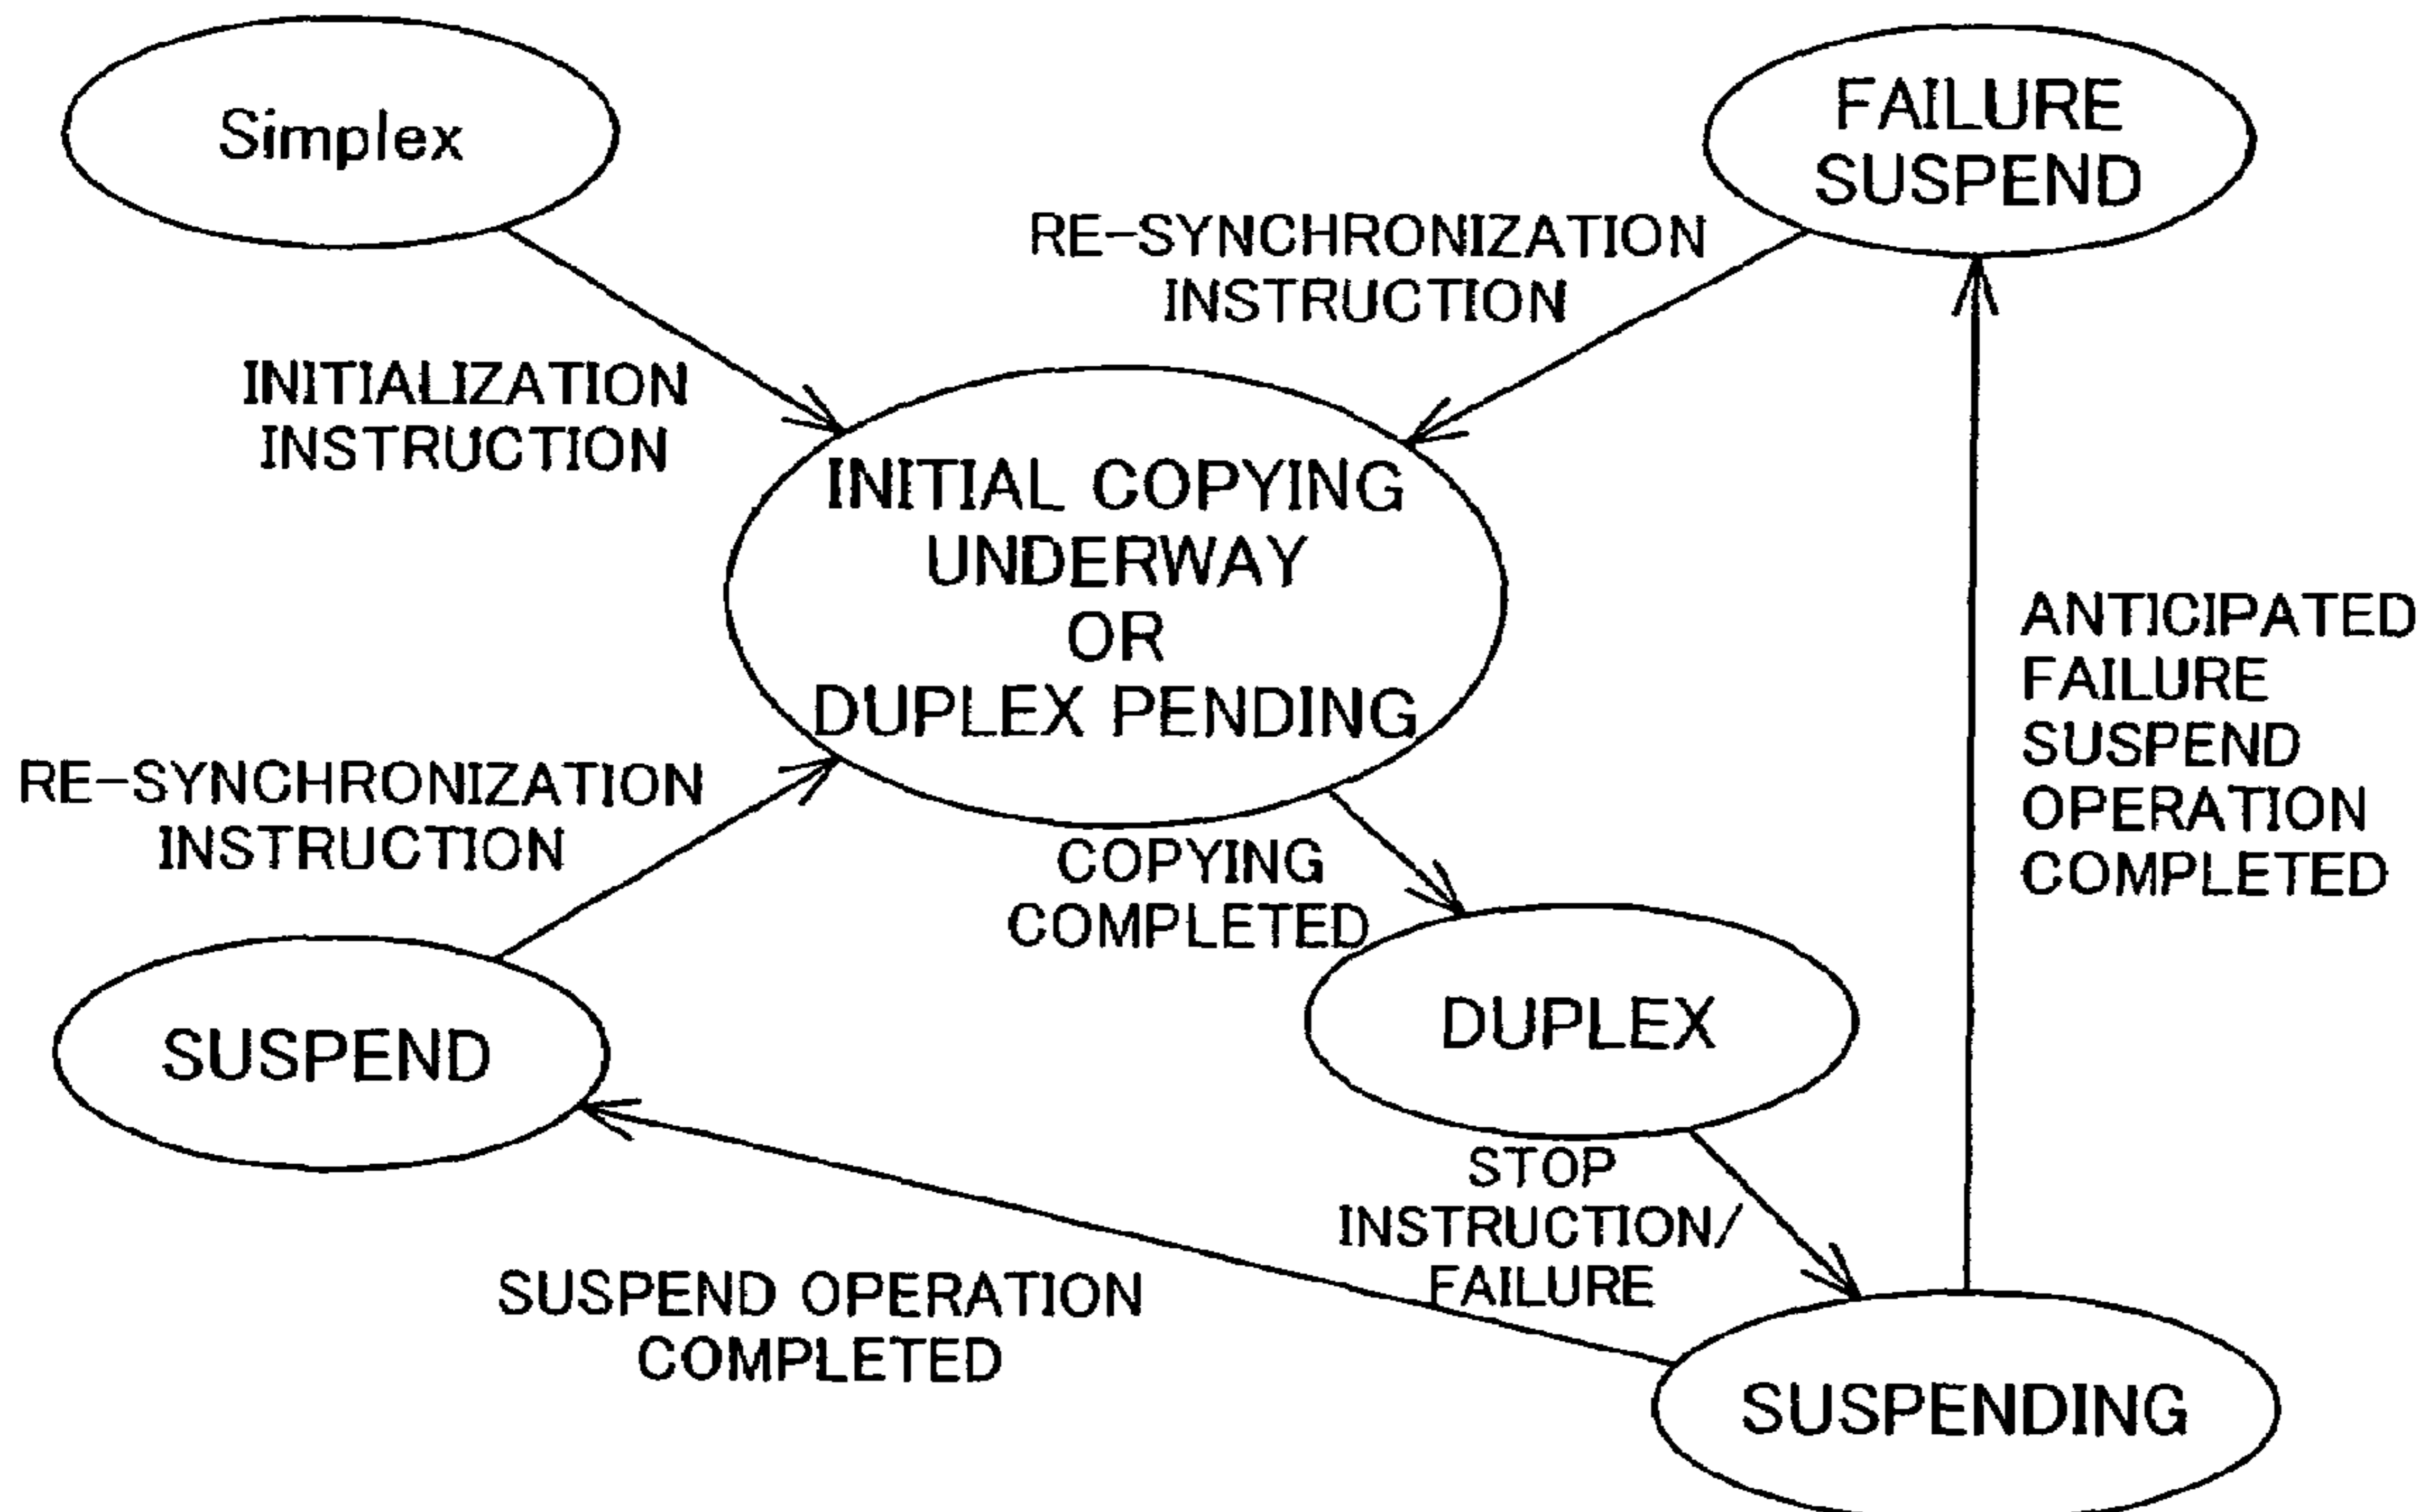 Simplex
FAILURE
SUSPEND
RE-SYNCHRONIZATION
INSTRUCTION
INITIALIZATION
INSTRUCTION
INITIAL COPYING
UNDERWAY
OR
DUPLEX PENDING
ANTICIPATED
FAILURE
SUSPEND
OPERATION
COMPLETED
RE-SYNCHRONIZATION
INSTRUCTION
COPYING
COMPLETED
SUSPEND
DUPLEX
STOP
INSTRUCTION/
FAILURE
SUSPEND OPERATION
COMPLETED
SUSPENDING